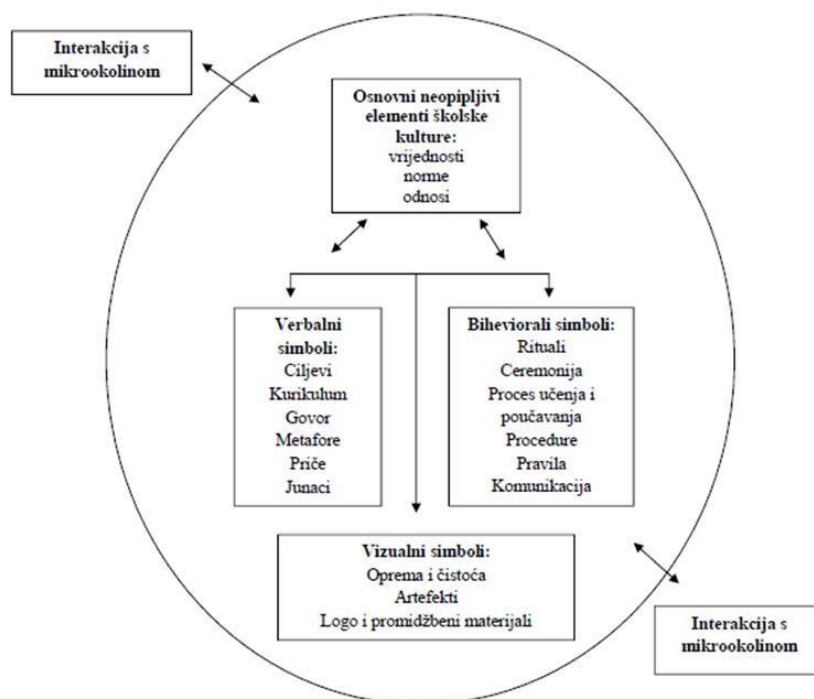 Interakcija s
mikrookolinom
Osnovni neopipljivi
elementi školske
kulture:
vrijednosti
norme
odnosi
Verbalni
simboli:
Ciljevi
Kurikulum
Govor
Metafore
Priče
Junaci
Biheviorali simboli:
Rituali
Ceremonija
Proces učenja i
poučavanja
Procedure
Pravila
Komunikacija
Vizualni simboli:
Oprema i čistoća
Artefekti
Logo i promidžbeni materijali
Interakcija s
mikrookolinom